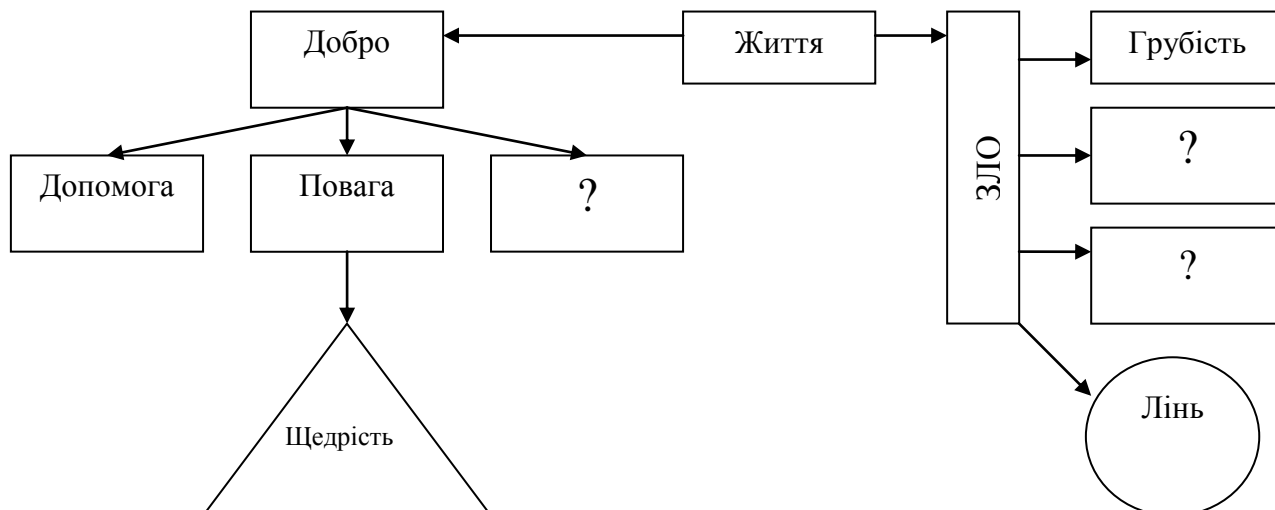 Добро
Життя
Грубість
ЗЛО
?
Допомога
Повага
?
?
Щедрість
Лінь